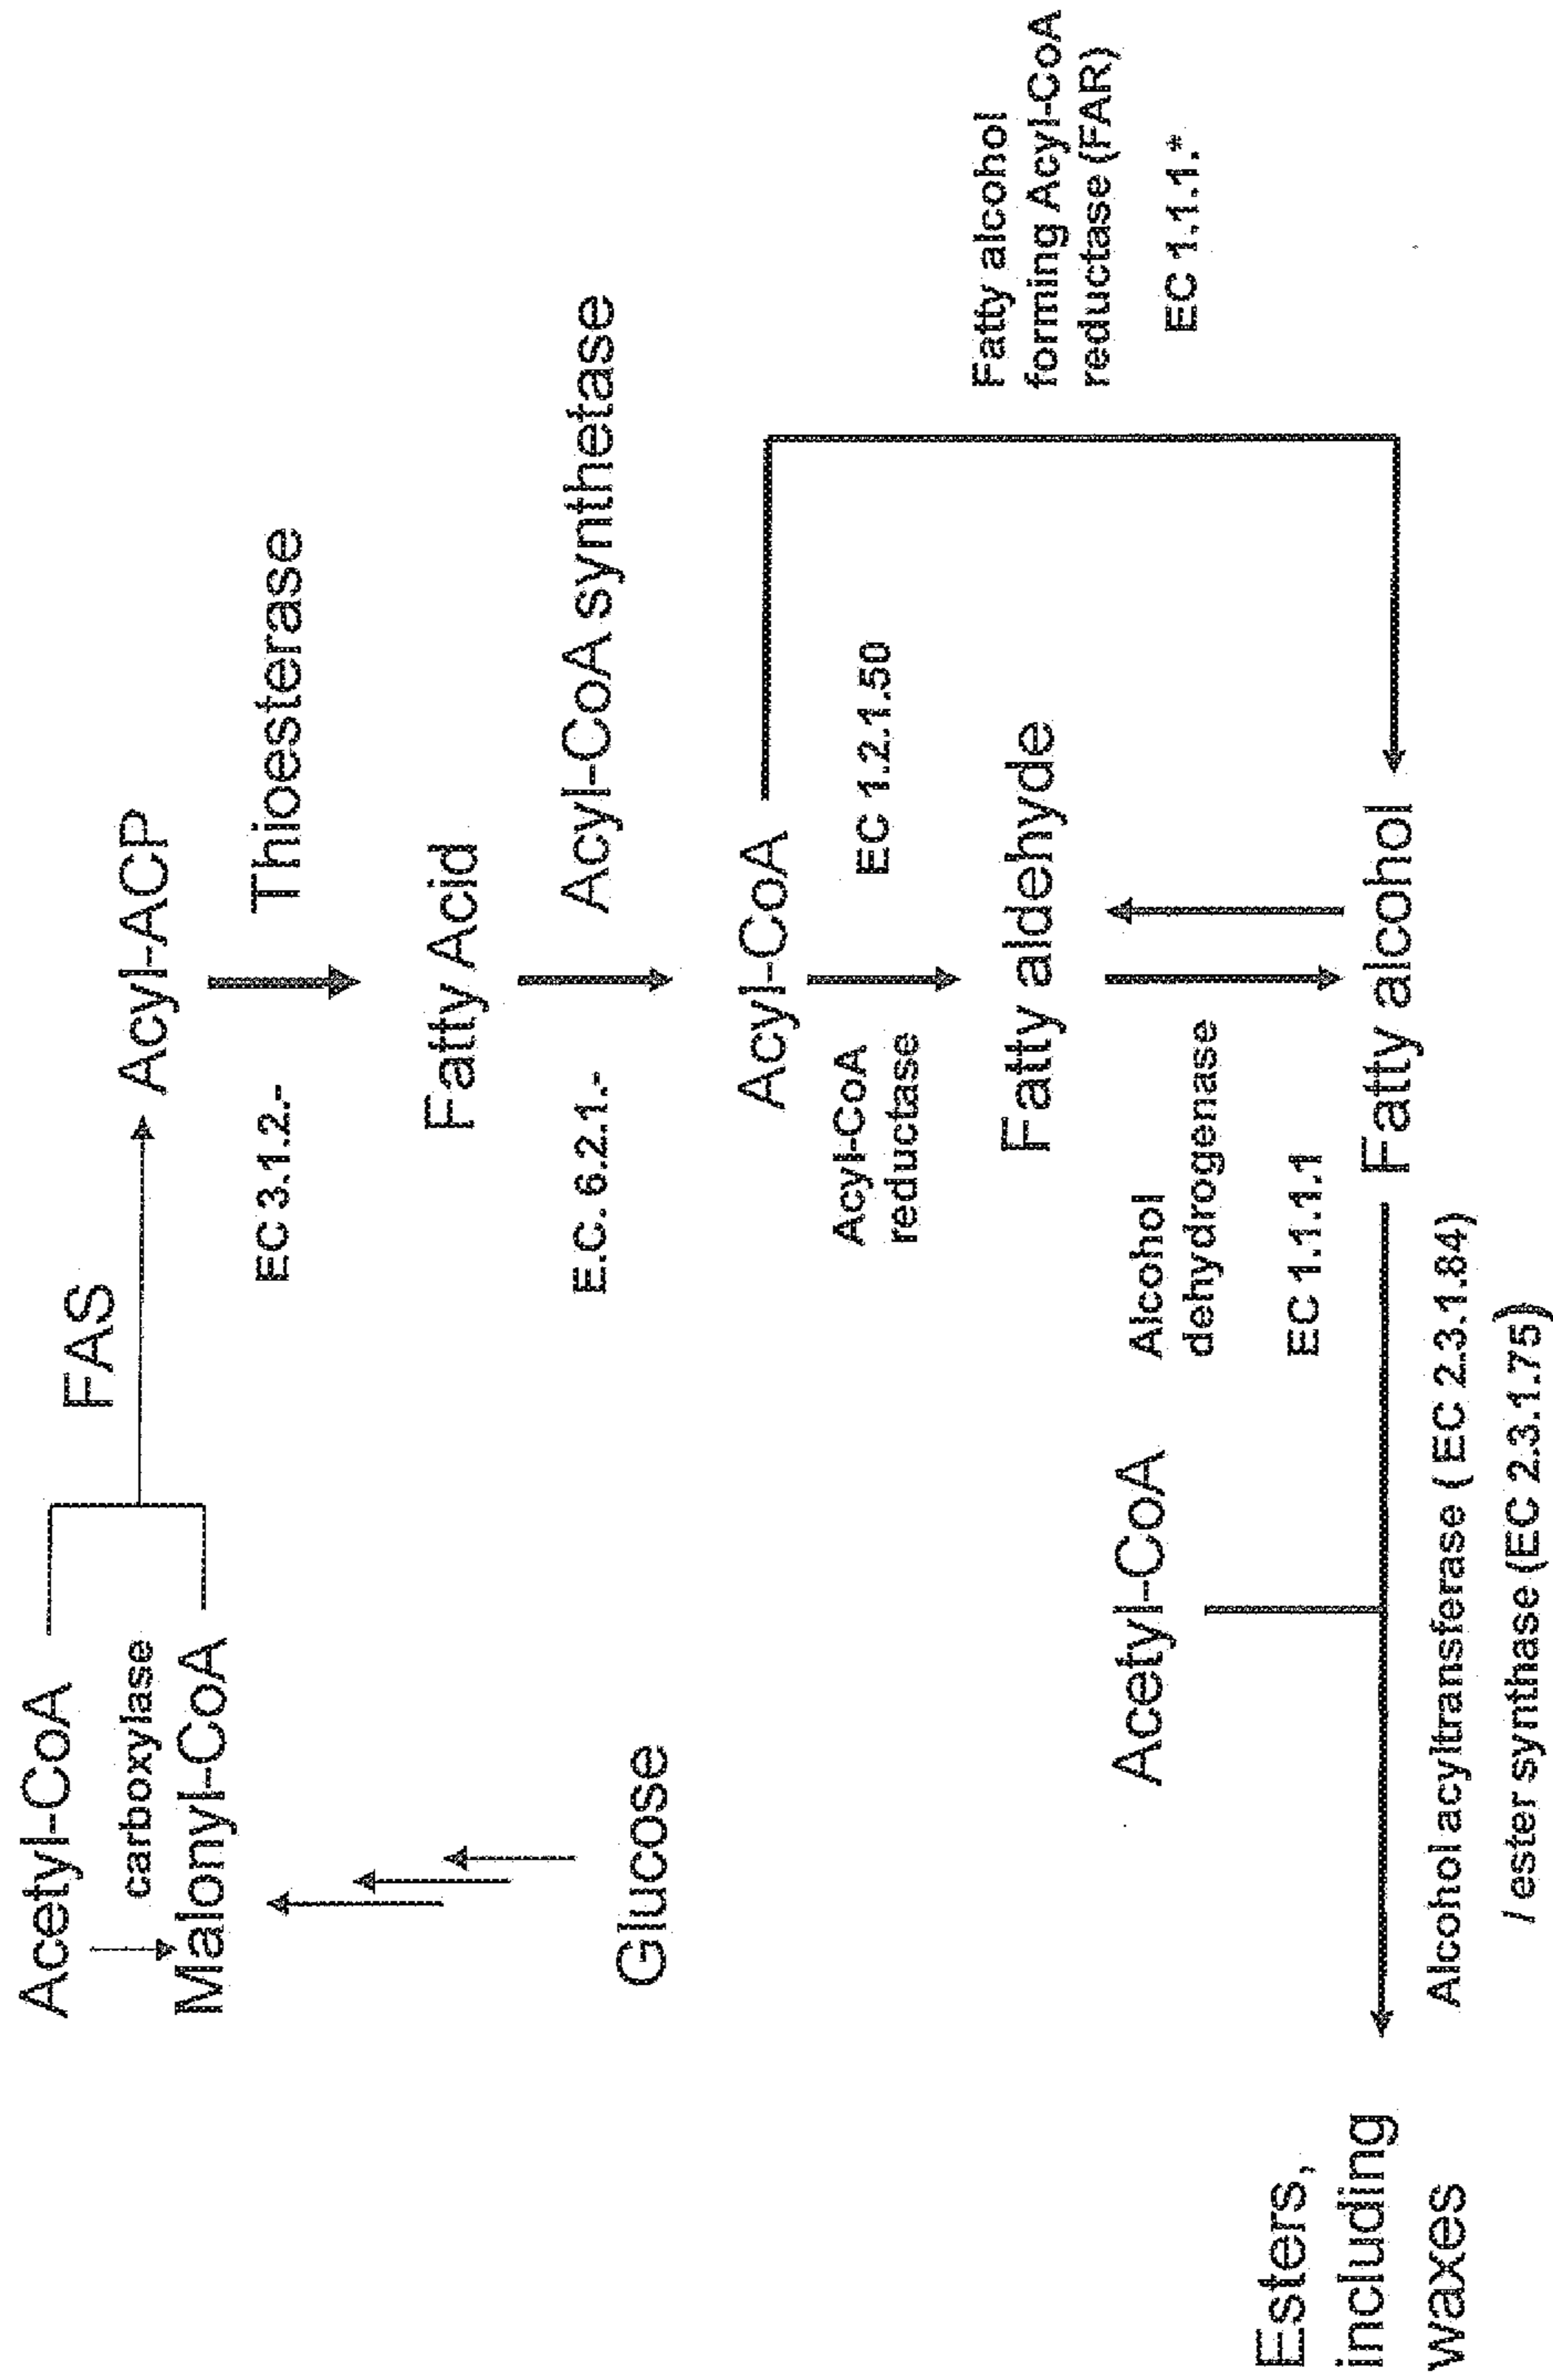 Acetyl-CoA
carboxylase
Malonyl-CoA
Glucose
FAS
Acyl-ACP
EC 3.1.2.-
Thioesterase
Fatty Acid
E.C. 6.2.1.-
Acyl-CoA synthetase
Acyl-CoA
Acyl-CoA
reductase
EC 1.2.1.50
Fatty aldehyde
Alcohol
dehydrogenase
EC 1.1.1.1
Fatty alcohol
forming Acyl-CoA
reductase (FAR)
EC 1.1.1.*
Fatty alcohol
Acetyl-CoA
Alcohol acyltransferase ( EC 2.3.1.84)
/ ester synthase (EC 2.3.1.75)
Esters,
including
waxes